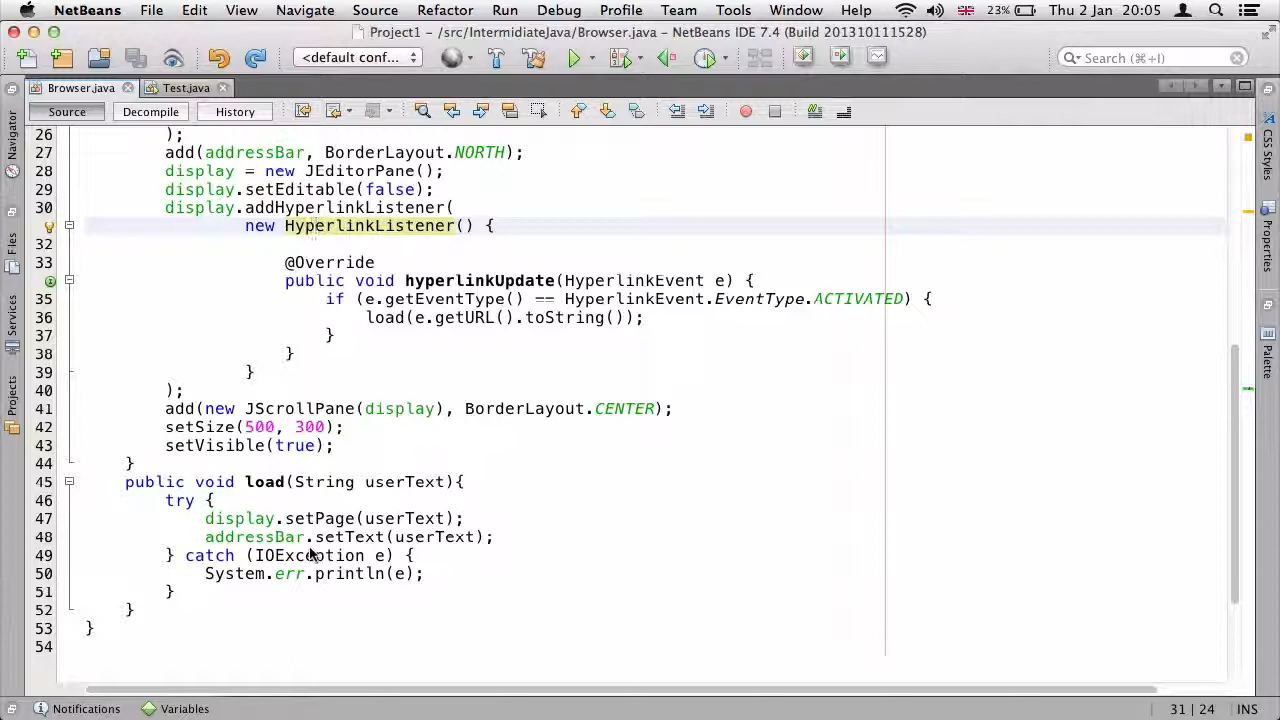 NetBeans File Edit View Navigate Source Refactor Run Debug Profile Team Tools Window Help 23% Thu 2 Jan 20:05
Project1 - /src/IntermidiateJava/Browser.java - NetBeans IDE 7.4 (Build 201310111528)
<default conf... Search (⌘+I)
Browser.java Test.java
Source Decompile History
Navigator
Files
Services
Projects
CSS Styles
Palette
26 );
27 add(addressBar, BorderLayout.NORTH);
28 display = new JEditorPane();
29 display.setEditable(false);
30 display.addHyperlinkListener(
new HyperlinkListener() {
32
33 @Override
public void hyperlinkUpdate(HyperlinkEvent e) {
35 if (e.getEventType() == HyperlinkEvent.EventType.ACTIVATED) {
36 load(e.getURL().toString());
37 }
38 }
39 }
40 );
41 add(new JScrollPane(display), BorderLayout.CENTER);
42 setSize(500, 300);
43 setVisible(true);
44 }
45 public void load(String userText){
46 try {
47 display.setPage(userText);
48 addressBar.setText(userText);
49 } catch (IOException e) {
50 System.err.println(e);
51 }
52 }
53 }
54
Notifications Variables 31 | 24 INS